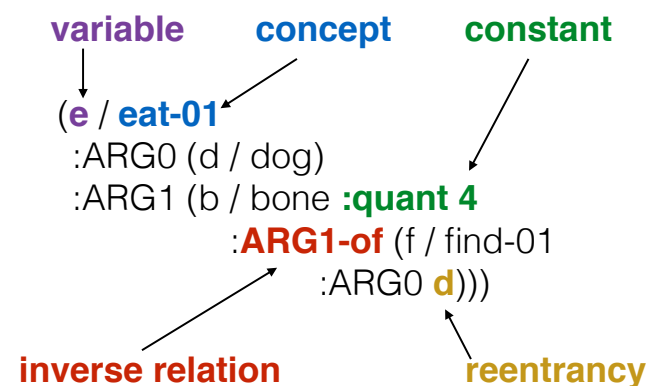 variable concept constant
(e / eat-01
:ARG0 (d / dog)
:ARG1 (b / bone :quant 4
:ARG1-of (f / find-01
:ARG0 d)))
inverse relation reentrancy